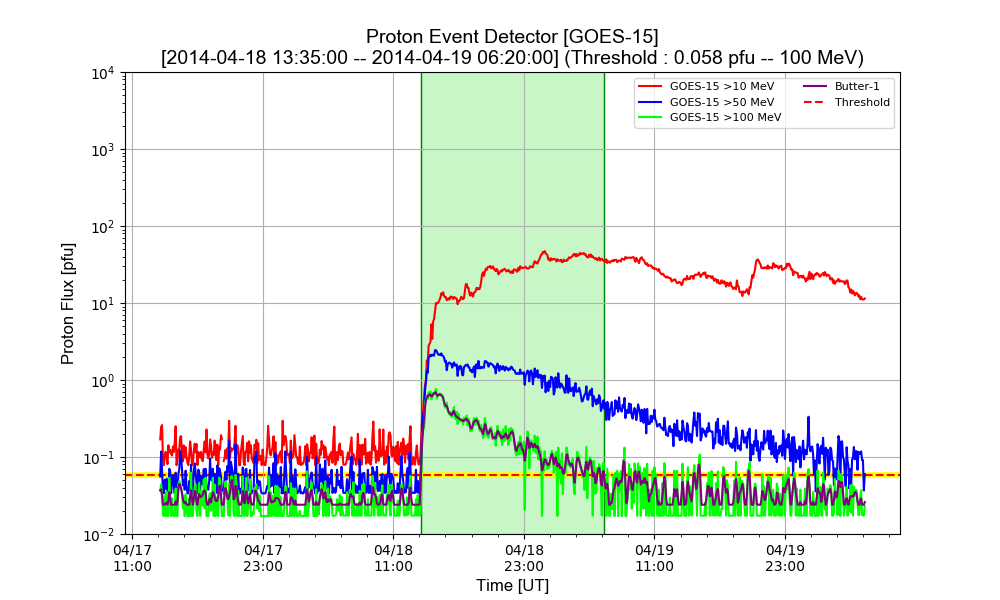 Proton Event Detector [GOES-15]
[2014-04-18 13:35:00 -- 2014-04-19 06:20:00] (Threshold : 0.058 pfu -- 100 MeV)
GOES-15 >10 MeV
GOES-15 >50 MeV
GOES-15 >100 MeV
Butter-1
Threshold
Proton Flux [pfu]
10^4
10^3
10^2
10^1
10^0
10^−1
10^−2
04/17 04/17 04/18 04/18 04/19 04/19
11:00 23:00 11:00 23:00 11:00 23:00
Time [UT]